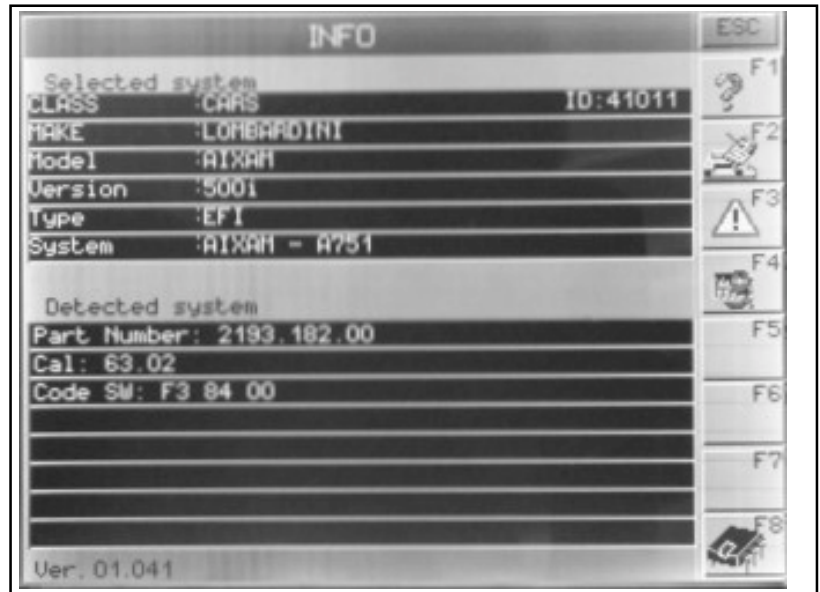 INFO
ESC
Selected system
CLASS :CARS ID:41011
MAKE :LOMBARDINI
Model :AIXAM
Version :500i
Type :EFI
System :AIXAM - A751
Detected system
Part Number: 2193.182.00
Cal: 63.02
Code SW: F3 84 00
Ver. 01.041
F1
F2
F3
F4
F5
F6
F7
F8